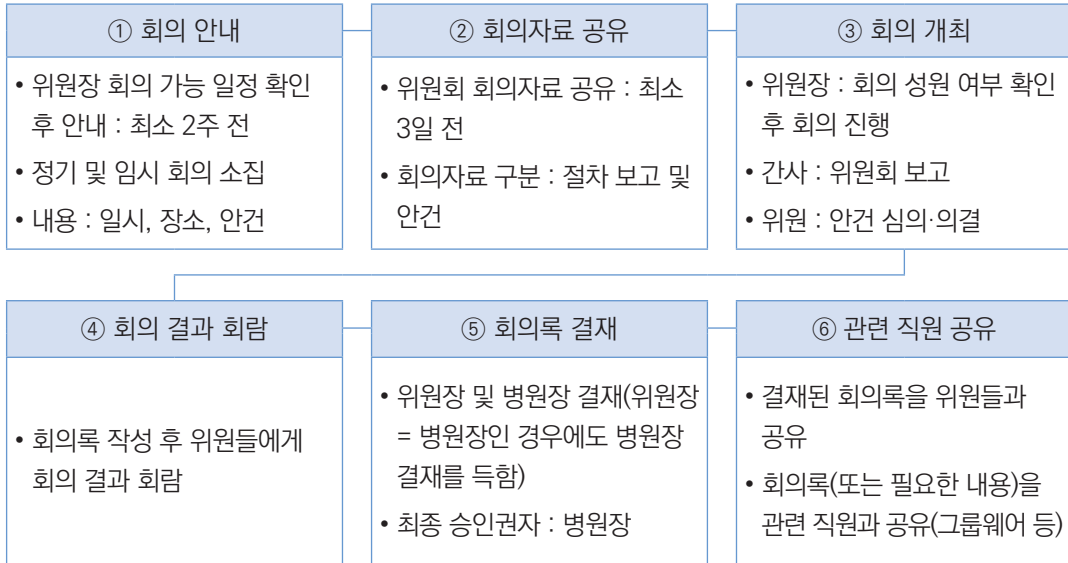 ① 회의 안내
• 위원장 회의 가능 일정 확인
후 안내 : 최소 2주 전
• 정기 및 임시 회의 소집
• 내용 : 일시, 장소, 안건
② 회의자료 공유
• 위원회 회의자료 공유 : 최소
3일 전
• 회의자료 구분 : 절차 보고 및
안건
③ 회의 개최
• 위원장 : 회의 성원 여부 확인
후 회의 진행
• 간사 : 위원회 보고
• 위원 : 안건 심의·의결
④ 회의 결과 회람
• 회의록 작성 후 위원들에게
회의 결과 회람
⑤ 회의록 결재
• 위원장 및 병원장 결재(위원장
= 병원장인 경우에도 병원장
결재를 득함)
• 최종 승인권자 : 병원장
⑥ 관련 직원 공유
• 결재된 회의록을 위원들과
공유
• 회의록(또는 필요한 내용)을
관련 직원과 공유(그룹웨어 등)